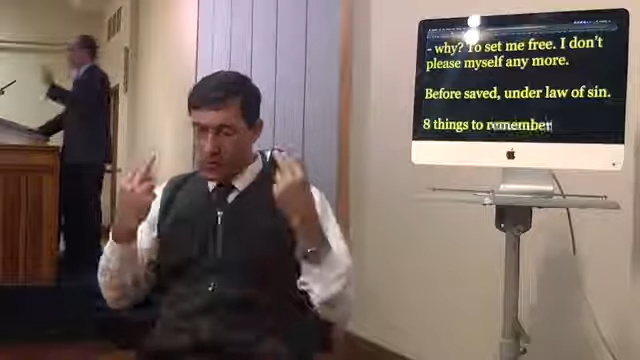 - why? To set me free. I don't
please myself any more.
Before saved, under law of sin.
8 things to remember